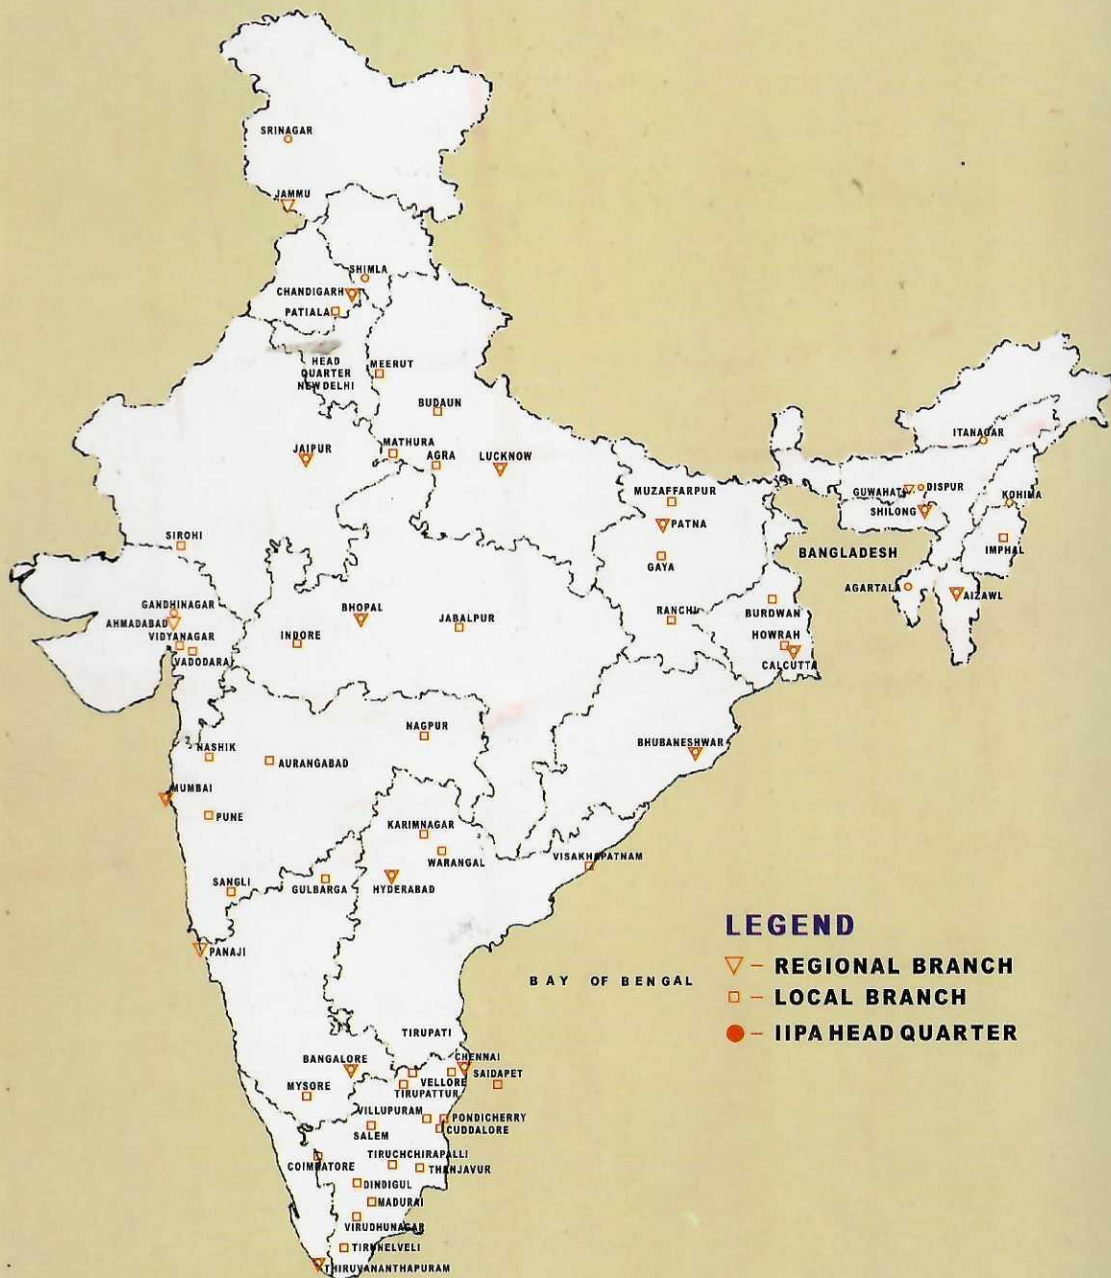 SRINAGAR
JAMMU
SHIMLA
CHANDIGARH
PATIALA
HEAD
QUARTER
NEW DELHI
MEERUT
BUDAUN
MATHURA
AGRA
LUCKNOW
JAIPUR
SIROHI
ITANAGAR
GUWAHATI
DISPUR
KOHIMA
SHILONG
IMPHAL
MUZAFFARPUR
PATNA
GAYA
BANGLADESH
AGARTALA
AIZAWL
GANDHINAGAR
AHMADABAD
VIDYANAGAR
VADODARA
BHOPAL
INDORE
JABALPUR
RANCHI
BURDWAN
HOWRAH
CALCUTTA
NAGPUR
NASHIK
AURANGABAD
BHUBANESHWAR
MUMBAI
PUNE
KARIMNAGAR
WARANGAL
VISAKHAPATNAM
SANGLI
GULBARGA
HYDERABAD
PANAJI
BAY OF BENGAL
LEGEND
– REGIONAL BRANCH
– LOCAL BRANCH
– IIPA HEAD QUARTER
TIRUPATI
BANGALORE
CHENNAI
SAIDAPET
VELLORE
TIRUPATTUR
MYSORE
VILLUPURAM
PONDICHERRY
CUDDALORE
SALEM
TIRUCHCHIRAPALLI
COIMBATORE
THANJAVUR
DINDIGUL
MADURAI
VIRUDHUNAGAR
TIRUNELVELI
THIRUVANANTHAPURAM